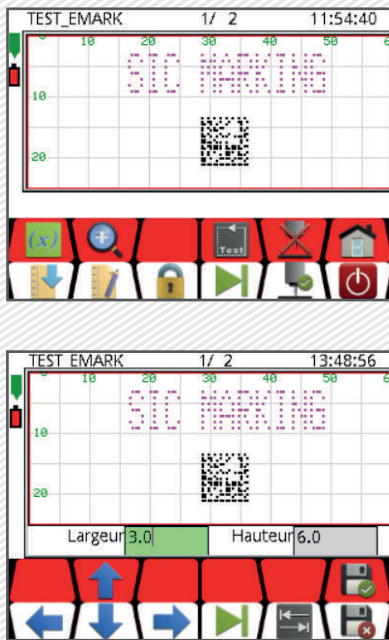 TEST_EMARK 1/ 2 11:54:40
10 20 30 40 50 6
SIC MARKING
10
20
(x) Test
TEST EMARK 1/ 2 13:48:56
10 20 30 40 50 6
SIC MARKING
10
20
Largeur 3.0 Hauteur 6.0